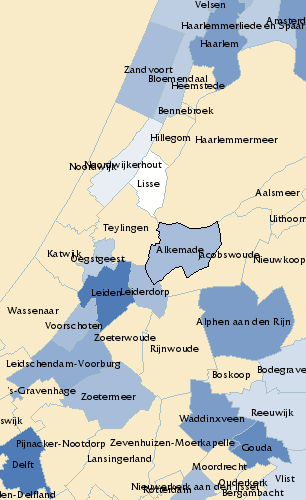 Velsen
Amsterd
Haarlemmerliede en Spaar
Haarlem
Zandvoort
Bloemendaal
Heemstede
Bennebroek
Hillegom
Haarlemmermeer
Noordwijkerhout
Noordwijk
Lisse
Aalsmeer
Uithoorn
Teylingen
Alkemade
Katwijk
Oegstgeest
Jacobswoude
Nieuwkoop
Leiden
Leiderdorp
Wassenaar
Voorschoten
Alphen aan den Rijn
Zoeterwoude
Rijnwoude
Leidschendam-Voorburg
Boskoop
Bodegrave
's-Gravenhage
Zoetermeer
Reeuwijk
Waddinxveen
swijk
Pijnacker-Nootdorp
Zevenhuizen-Moerkapelle
Gouda
Lansingerland
Delft
Moordrecht
Vlist
Ouderkerk
Nieuwerkerk aan den IJssel
en-Delfland
Rotterdam
Bergambacht